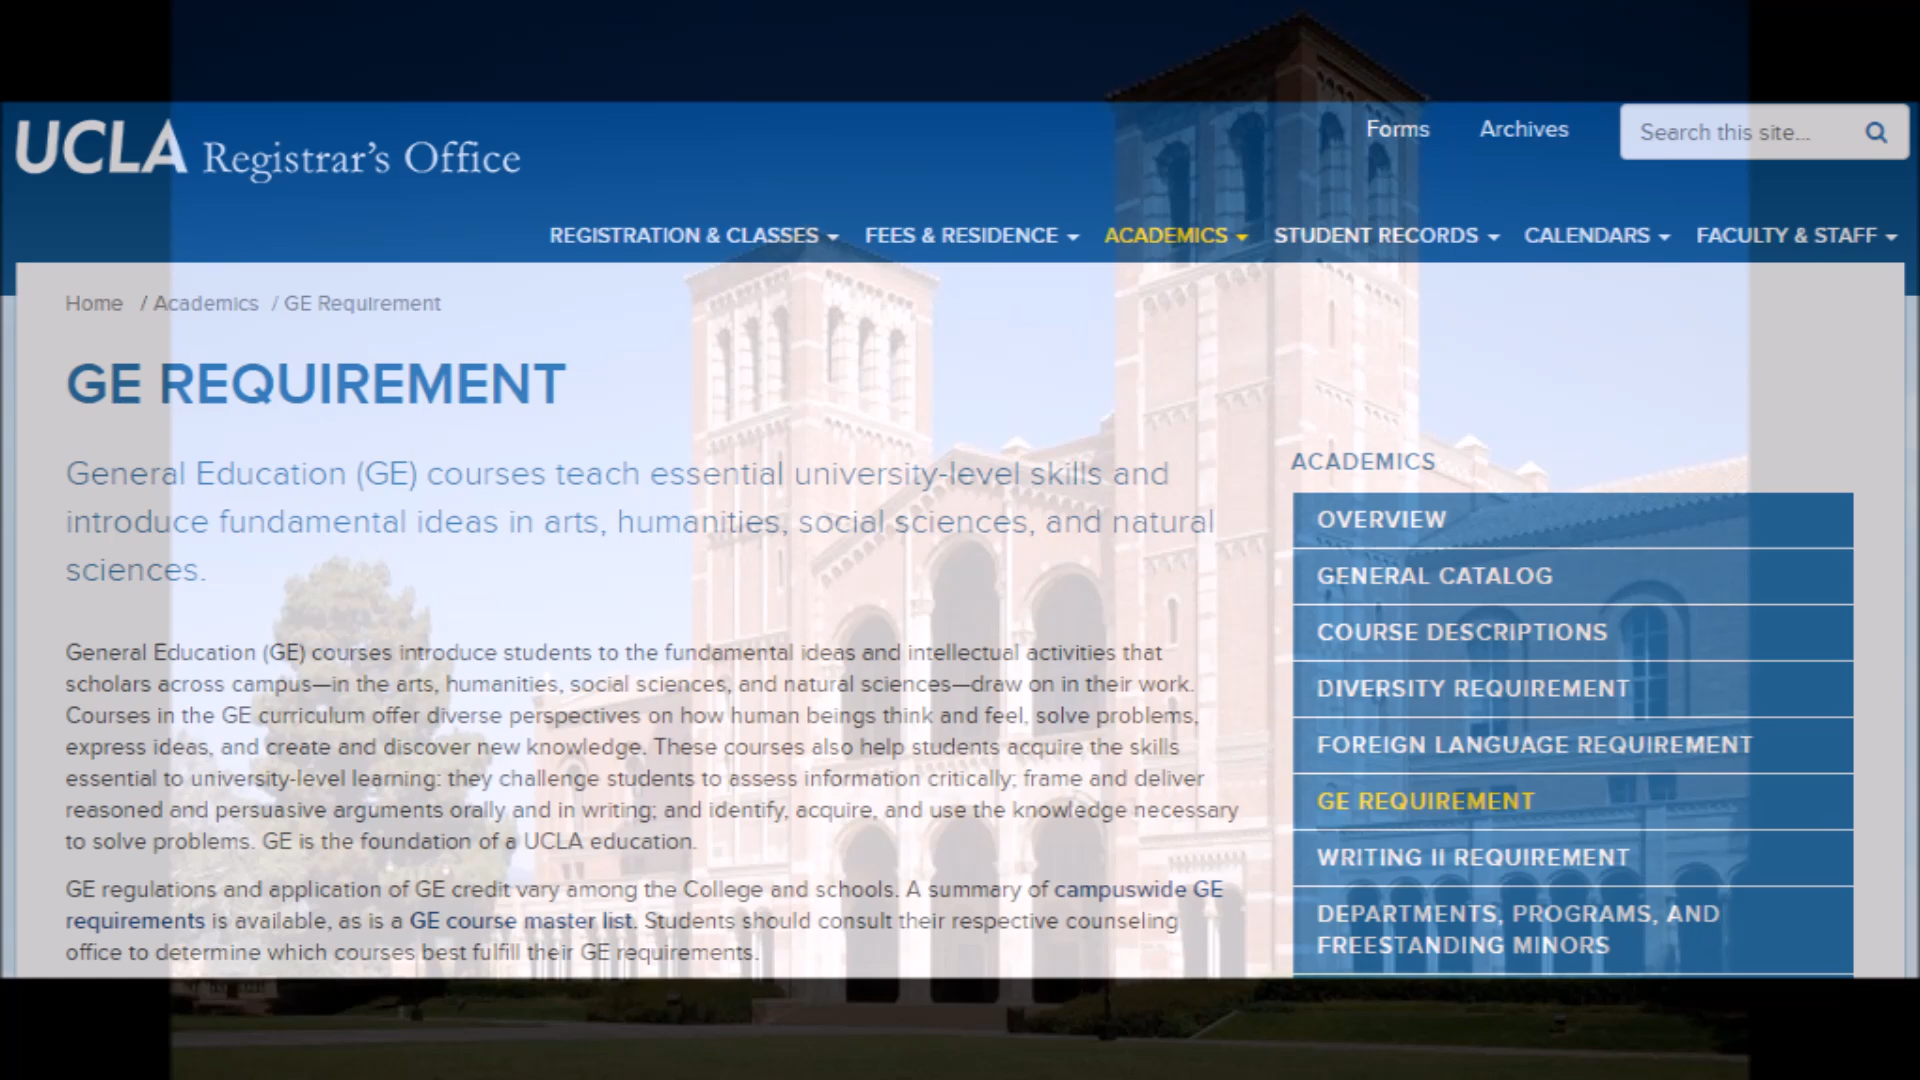 UCLA Registrar's Office
Forms Archives Search this site...
REGISTRATION & CLASSES FEES & RESIDENCE ACADEMICS STUDENT RECORDS CALENDARS FACULTY & STAFF
Home / Academics / GE Requirement
GE REQUIREMENT
General Education (GE) courses teach essential university-level skills and
introduce fundamental ideas in arts, humanities, social sciences, and natural
sciences.
General Education (GE) courses introduce students to the fundamental ideas and intellectual activities that
scholars across campus—in the arts, humanities, social sciences, and natural sciences—draw on in their work.
Courses in the GE curriculum offer diverse perspectives on how human beings think and feel, solve problems,
express ideas, and create and discover new knowledge. These courses also help students acquire the skills
essential to university-level learning: they challenge students to assess information critically; frame and deliver
reasoned and persuasive arguments orally and in writing; and identify, acquire, and use the knowledge necessary
to solve problems. GE is the foundation of a UCLA education.
GE regulations and application of GE credit vary among the College and schools. A summary of campuswide GE
requirements is available, as is a GE course master list. Students should consult their respective counseling
office to determine which courses best fulfill their GE requirements.
ACADEMICS
OVERVIEW
GENERAL CATALOG
COURSE DESCRIPTIONS
DIVERSITY REQUIREMENT
FOREIGN LANGUAGE REQUIREMENT
GE REQUIREMENT
WRITING II REQUIREMENT
DEPARTMENTS, PROGRAMS, AND
FREESTANDING MINORS